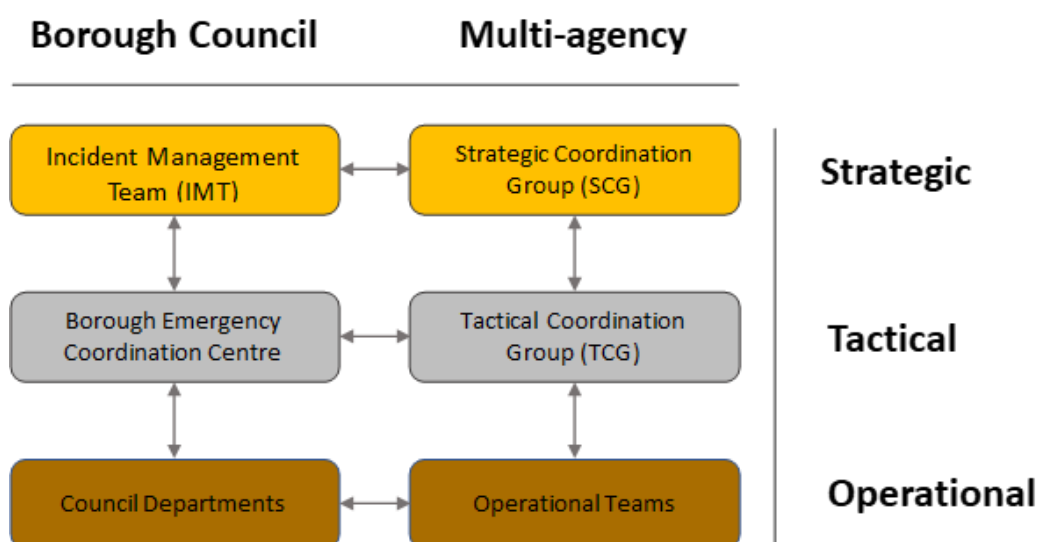 Borough Council
Multi-agency
Incident Management
Team (IMT)
Strategic Coordination
Group (SCG)
Strategic
Borough Emergency
Coordination Centre
Tactical Coordination
Group (TCG)
Tactical
Council Departments
Operational Teams
Operational